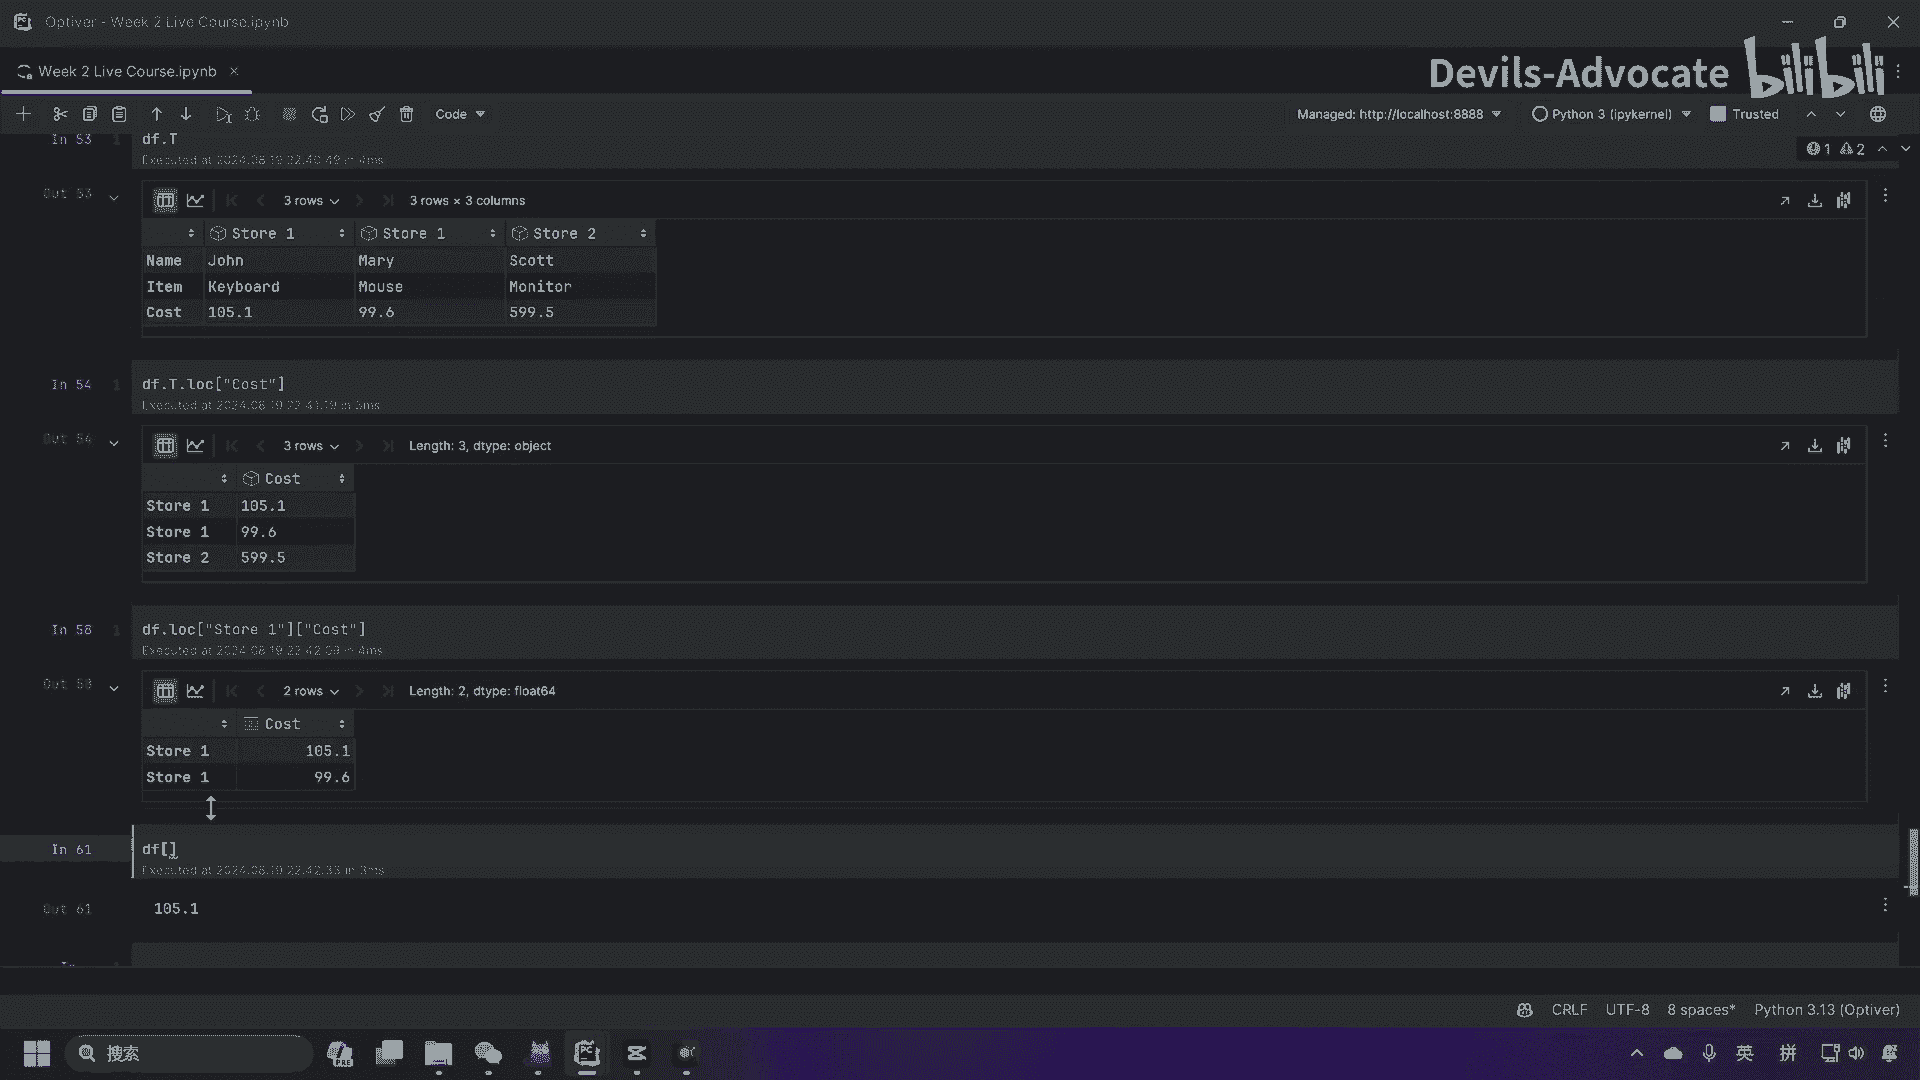 Optiver - Week 2 Live Course.ipynb
Week 2 Live Course.ipynb
Devils-Advocate bilibili
Code
Managed: http://localhost:8888
Python 3 (ipykernel)
Trusted
In 53 1 df.T
Executed at 2024.08.19 22:40:49 in 4ms
1 2
Out 53
3 rows
3 rows × 3 columns
Store 1 Store 1 Store 2
Name John Mary Scott
Item Keyboard Mouse Monitor
Cost 105.1 99.6 599.5
In 54 1 df.T.loc["Cost"]
Executed at 2024.08.19 22:41:19 in 3ms
Out 54
3 rows
Length: 3, dtype: object
Cost
Store 1 105.1
Store 1 99.6
Store 2 599.5
In 58 1 df.loc["Store 1"]["Cost"]
Executed at 2024.08.19 22:42:09 in 4ms
Out 58
2 rows
Length: 2, dtype: float64
Cost
Store 1 105.1
Store 1 99.6
In 61 df[]
Executed at 2024.08.19 22:42:33 in 3ms
Out 61 105.1
CRLF UTF-8 8 spaces* Python 3.13 (Optiver)
搜索
英 拼